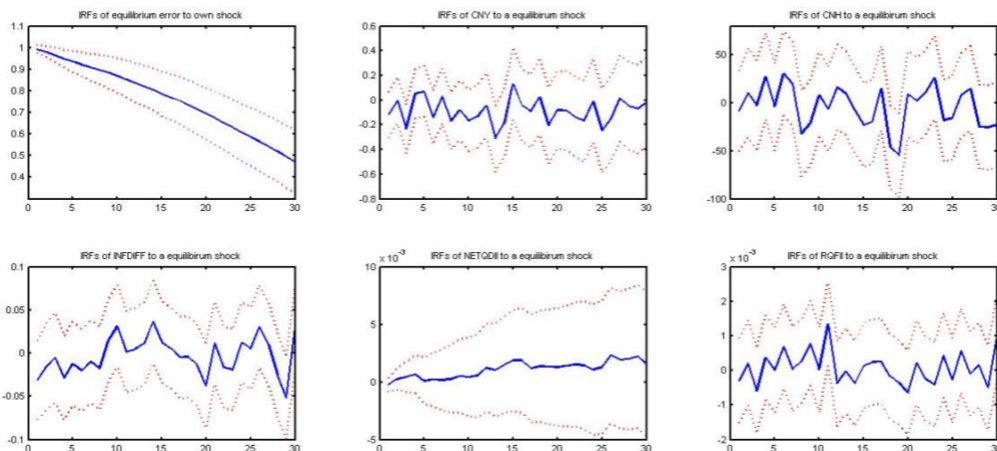 IRFs of equilibrium error to own shock
1.1
1
0.9
0.8
0.7
0.6
0.5
0.4
0 5 10 15 20 25 30
IRFs of CNY to a equilibirum shock
0.6
0.4
0.2
0
-0.2
-0.4
-0.6
-0.8
0 5 10 15 20 25 30
IRFs of CNH to a equilibirum shock
50
0
-50
-100
0 5 10 15 20 25 30
IRFs of INFDIFF to a equilibirum shock
0.1
0.05
0
-0.05
-0.1
0 5 10 15 20 25 30
x 10⁻³
IRFs of NETQDII to a equilibirum shock
10
5
0
-5
0 5 10 15 20 25 30
x 10⁻³
IRFs of RQFII to a equilibirum shock
3
2
1
0
-1
-2
0 5 10 15 20 25 30